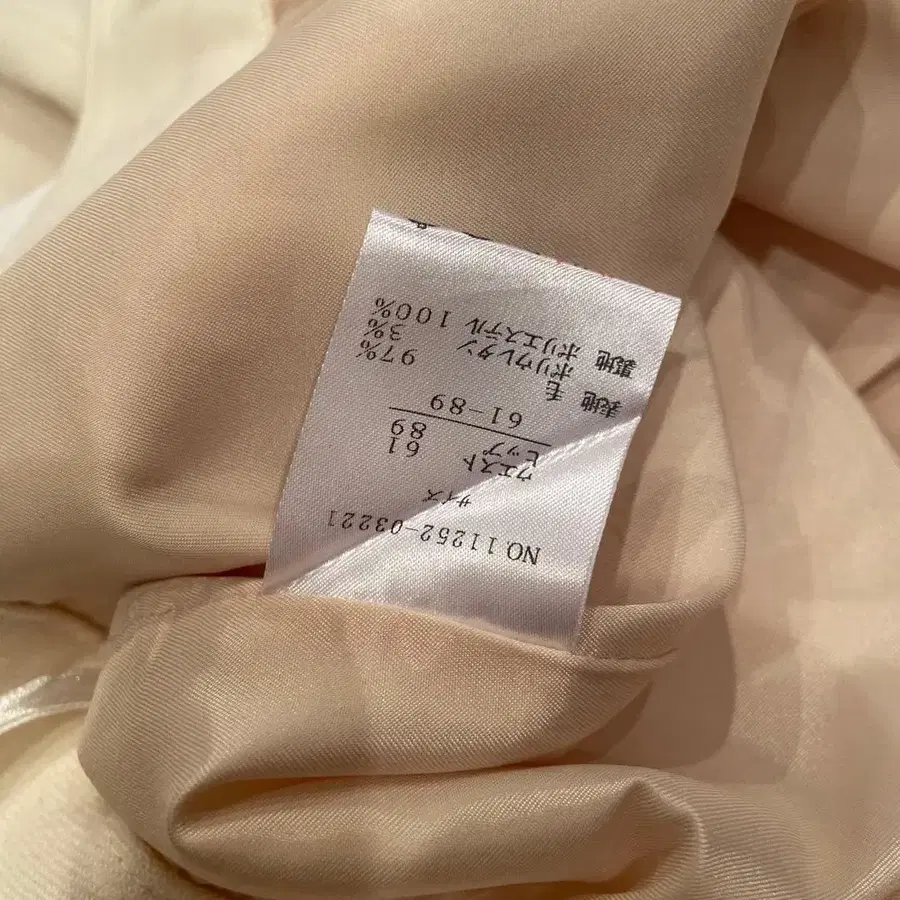 NO.11252-03221
サイズ
ウエスト 61
ヒップ 89
61-89
表地 毛 97%
ポリウレタン 3%
裏地 ポリエステル 100%